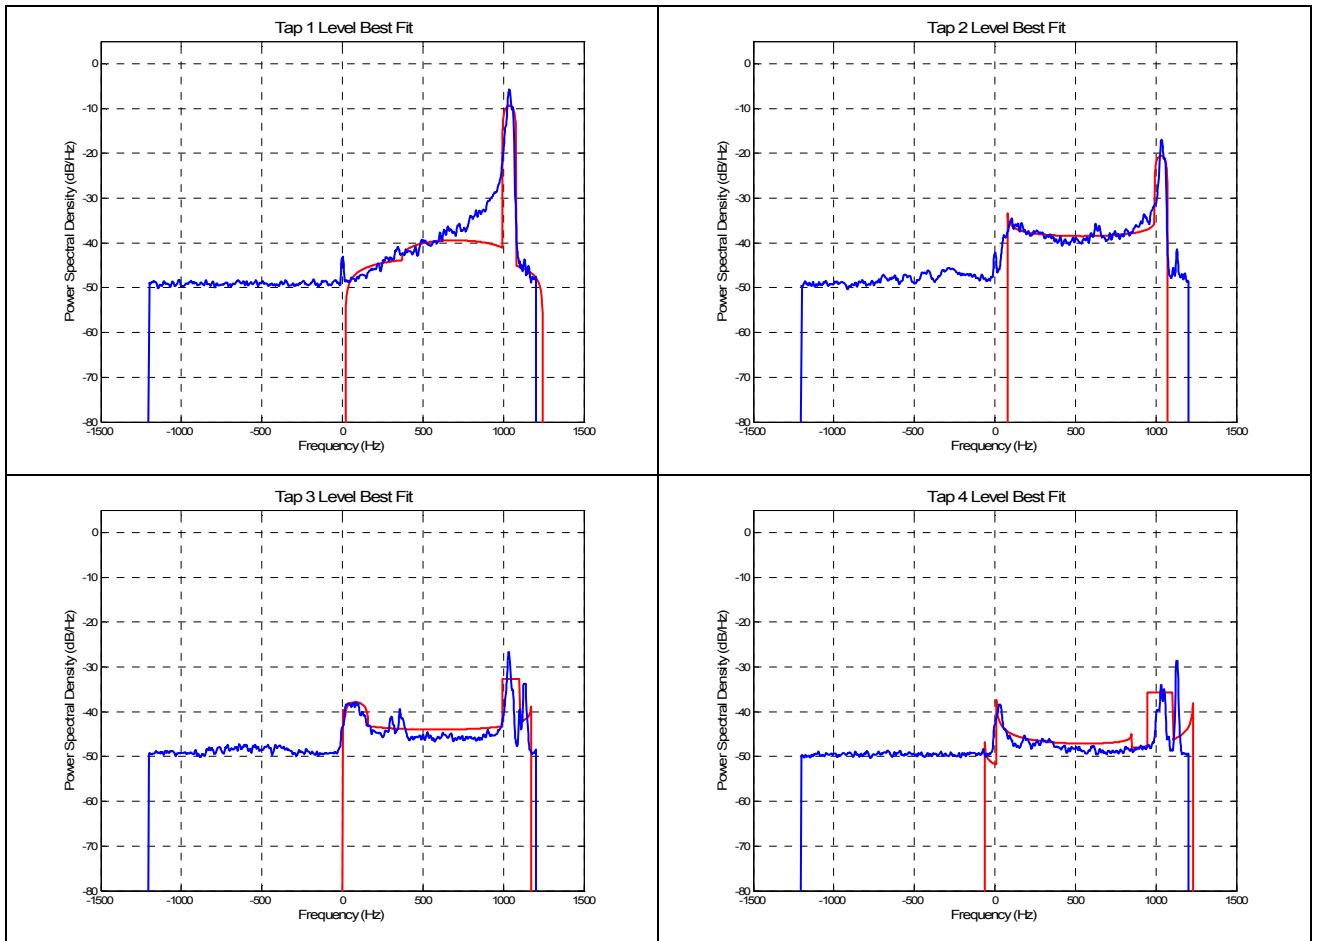 Tap 1 Level Best Fit
Power Spectral Density (dB/Hz)
0
-10
-20
-30
-40
-50
-60
-70
-80
-1500 -1000 -500 0 500 1000 1500
Frequency (Hz)
Tap 2 Level Best Fit
Power Spectral Density (dB/Hz)
0
-10
-20
-30
-40
-50
-60
-70
-80
-1500 -1000 -500 0 500 1000 1500
Frequency (Hz)
Tap 3 Level Best Fit
Power Spectral Density (dB/Hz)
0
-10
-20
-30
-40
-50
-60
-70
-80
-1500 -1000 -500 0 500 1000 1500
Frequency (Hz)
Tap 4 Level Best Fit
Power Spectral Density (dB/Hz)
0
-10
-20
-30
-40
-50
-60
-70
-80
-1500 -1000 -500 0 500 1000 1500
Frequency (Hz)